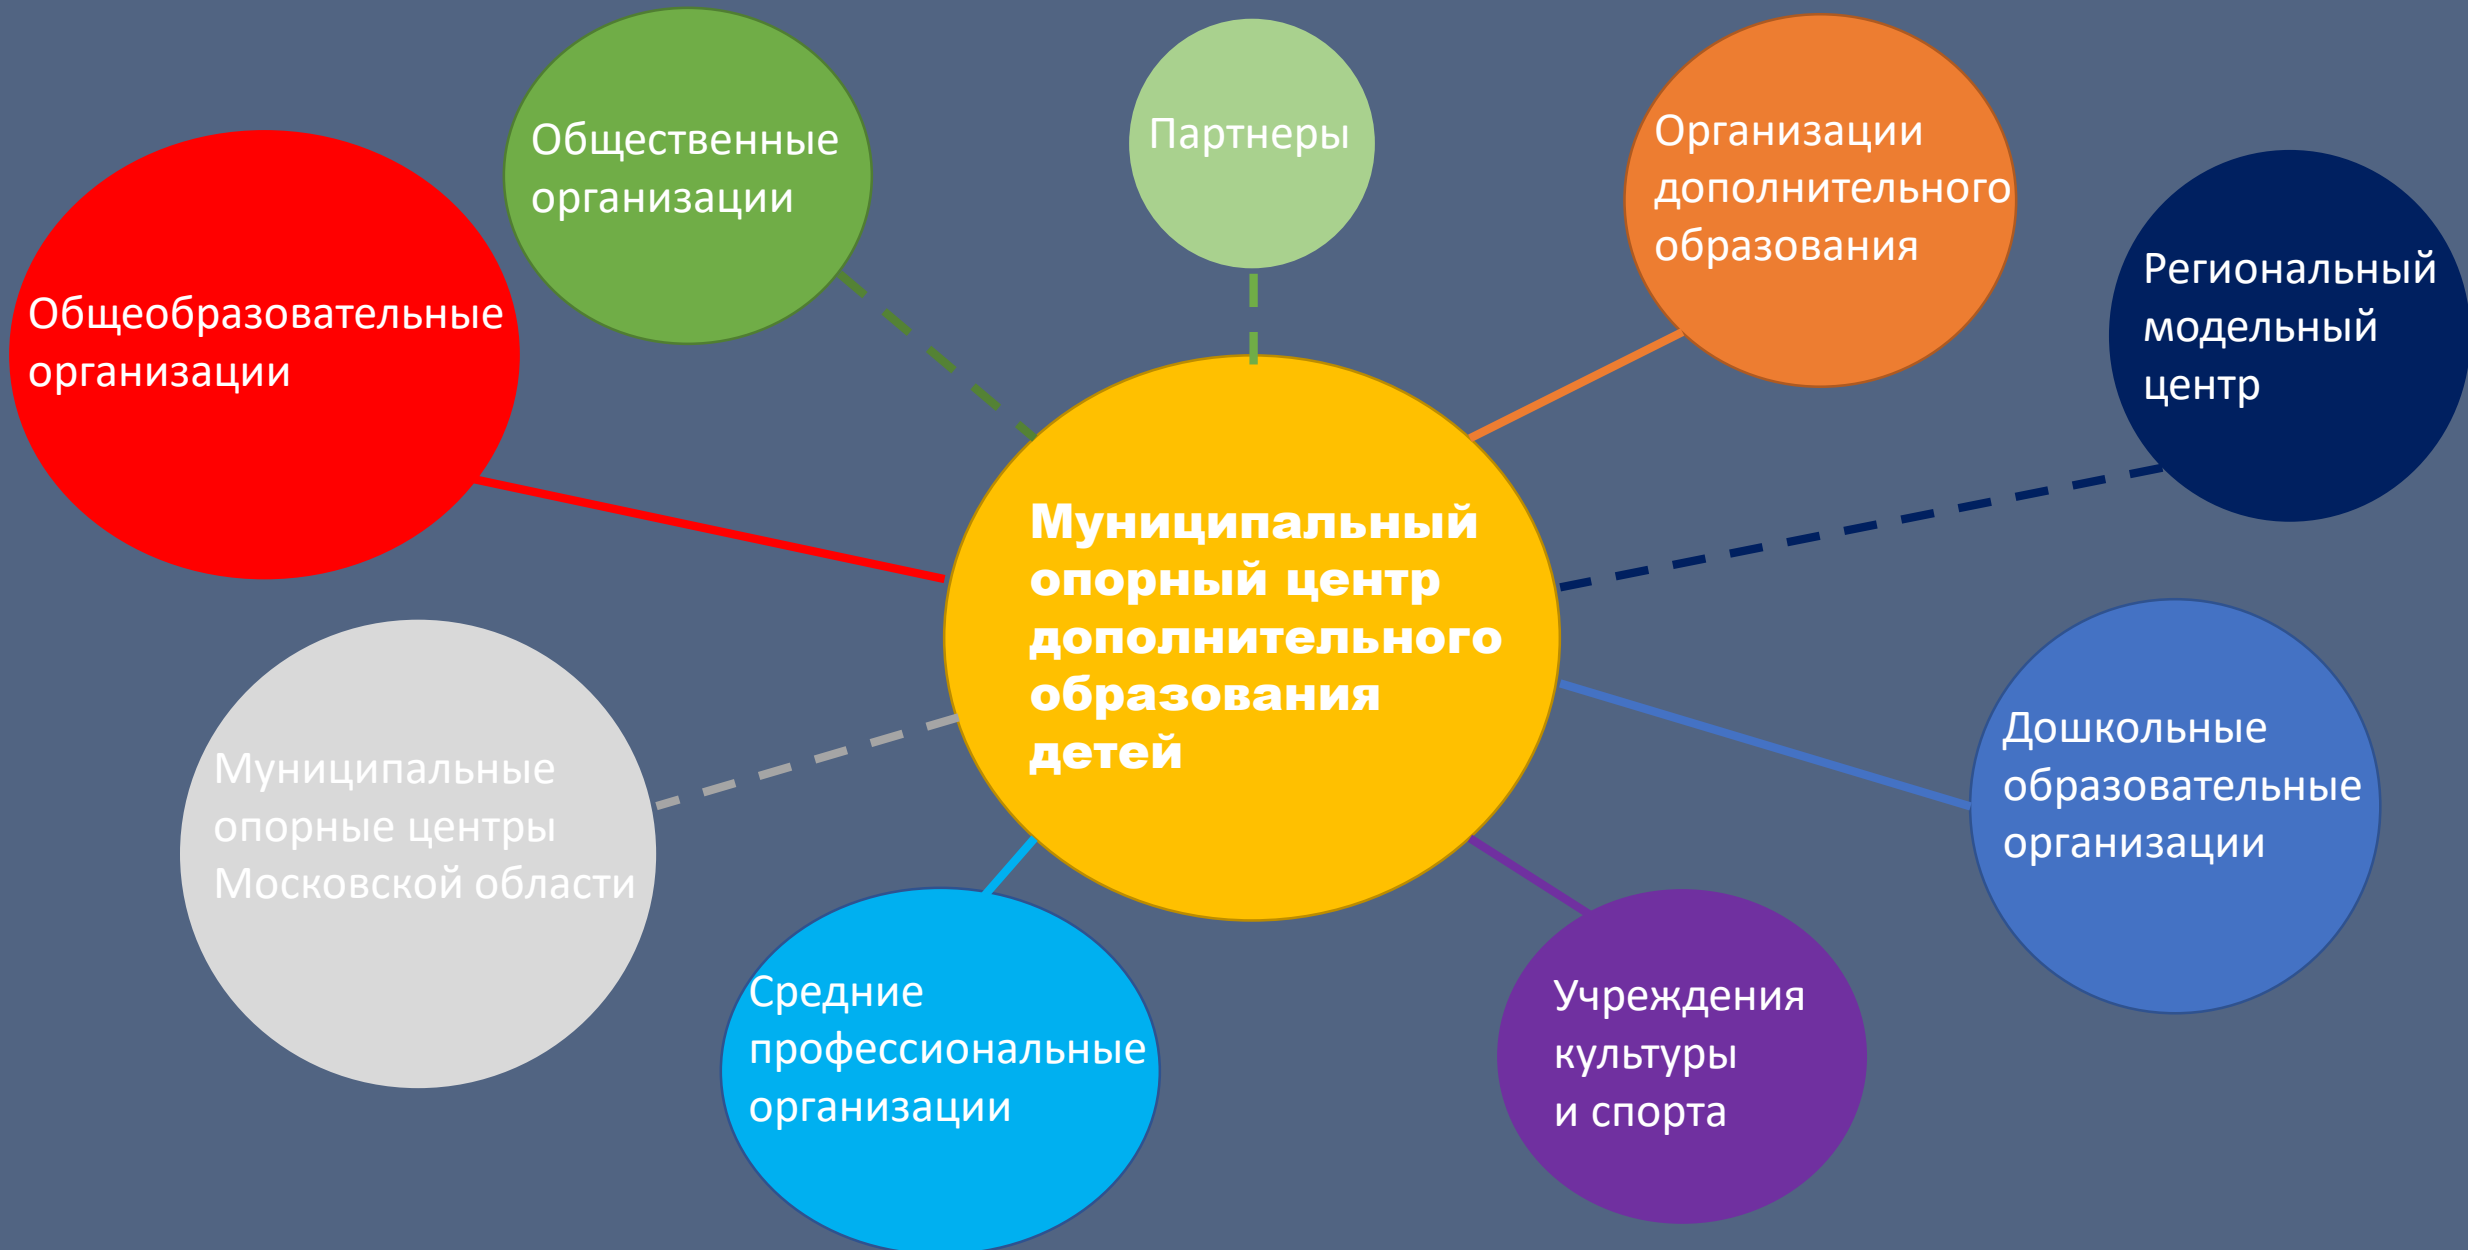 Общественные
организации
Партнеры
Организации
дополнительного
образования
Региональный
модельный
центр
Общеобразовательные
организации
Муниципальный
опорный центр
дополнительного
образования
детей
Муниципальные
опорные центры
Московской области
Дошкольные
образовательные
организации
Средние
профессиональные
организации
Учреждения
культуры
и спорта